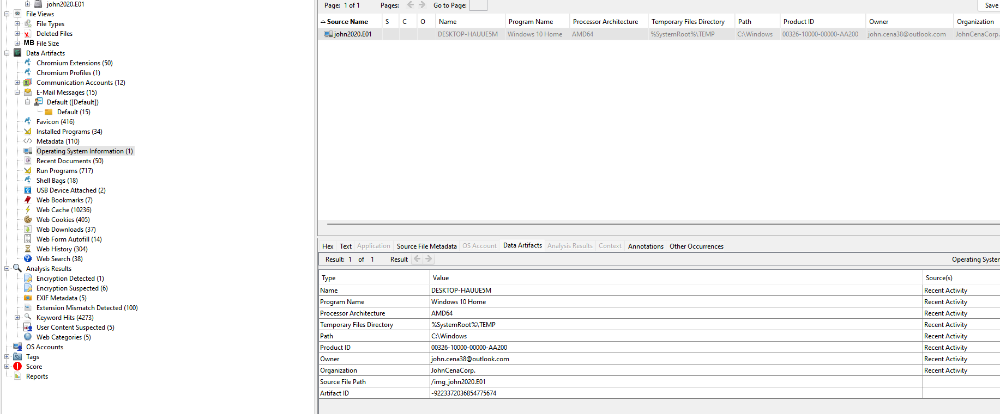 john2020.E01
File Views
File Types
Deleted Files
MB File Size
Data Artifacts
Chromium Extensions (50)
Chromium Profiles (1)
Communication Accounts (12)
E-Mail Messages (15)
Default ([Default])
Default (15)
Favicon (416)
Installed Programs (34)
Metadata (110)
Operating System Information (1)
Recent Documents (50)
Run Programs (717)
Shell Bags (18)
USB Device Attached (2)
Web Bookmarks (7)
Web Cache (10236)
Web Cookies (405)
Web Downloads (37)
Web Form Autofill (14)
Web History (304)
Web Search (38)
Analysis Results
Encryption Detected (1)
Encryption Suspected (6)
EXIF Metadata (5)
Extension Mismatch Detected (100)
Keyword Hits (4273)
User Content Suspected (5)
Web Categories (5)
OS Accounts
Tags
Score
Reports
Page: 1 of 1 Pages: Go to Page: Save
Source Name S C O Name Program Name Processor Architecture Temporary Files Directory Path Product ID Owner Organization
john2020.E01 DESKTOP-HAUUE5M Windows 10 Home AMD64 %SystemRoot%\TEMP C:\Windows 00326-10000-00000-AA200 john.cena38@outlook.com JohnCenaCorp.
Hex Text Application Source File Metadata OS Account Data Artifacts Analysis Results Context Annotations Other Occurrences
Result: 1 of 1 Result Operating System
Type Value Source(s)
Name DESKTOP-HAUUE5M Recent Activity
Program Name Windows 10 Home Recent Activity
Processor Architecture AMD64 Recent Activity
Temporary Files Directory %SystemRoot%\TEMP Recent Activity
Path C:\Windows Recent Activity
Product ID 00326-10000-00000-AA200 Recent Activity
Owner john.cena38@outlook.com Recent Activity
Organization JohnCenaCorp. Recent Activity
Source File Path /img_john2020.E01
Artifact ID -9223372036854775674